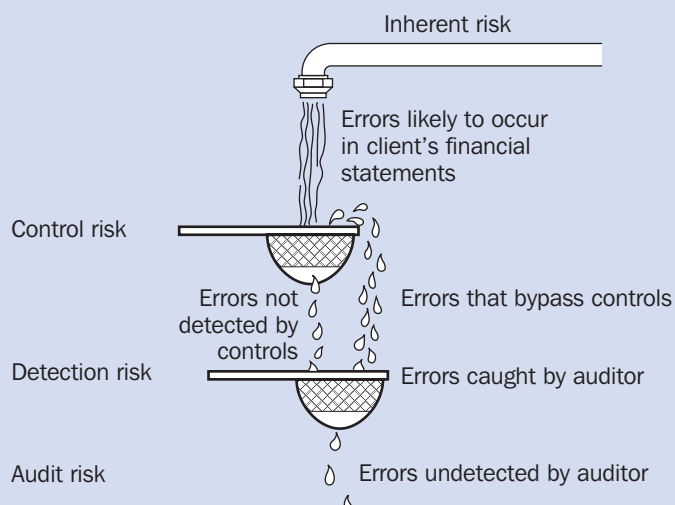 Inherent risk
Errors likely to occur
in client’s financial
statements
Control risk
Errors not
detected by
controls
Errors that bypass controls
Detection risk
Errors caught by auditor
Audit risk
Errors undetected by auditor